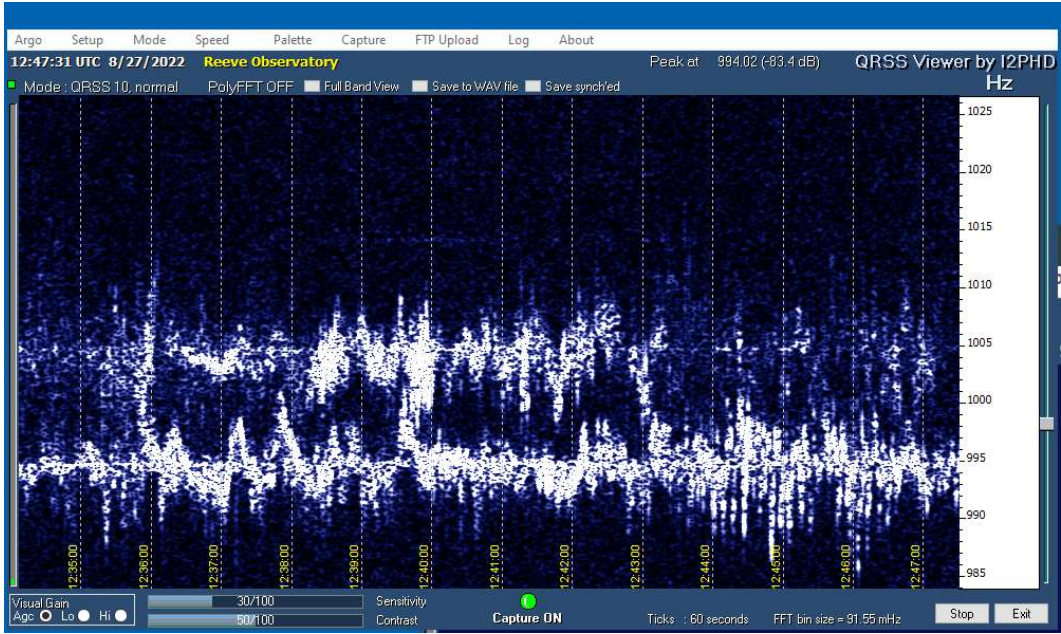 Argo Setup Mode Speed Palette Capture FTP Upload Log About
12:47:31 UTC 8/27/2022 Reeve Observatory Peak at 994.02 (-83.4 dB) QRSS Viewer by I2PHD
Mode : QRSS 10, normal PolyFFT OFF Full Band View Save to WAV file Save synch'ed Hz
1025
1020
1015
1010
1005
1000
995
990
985
12:35:00 12:36:00 12:37:00 12:38:00 12:39:00 12:40:00 12:41:00 12:42:00 12:43:00 12:44:00 12:45:00 12:46:00 12:47:00
Visual Gain 30/100 Sensitivity
Agc Lo Hi 50/100 Contrast Capture ON Ticks : 60 seconds FFT bin size = 91.55 mHz Stop Exit